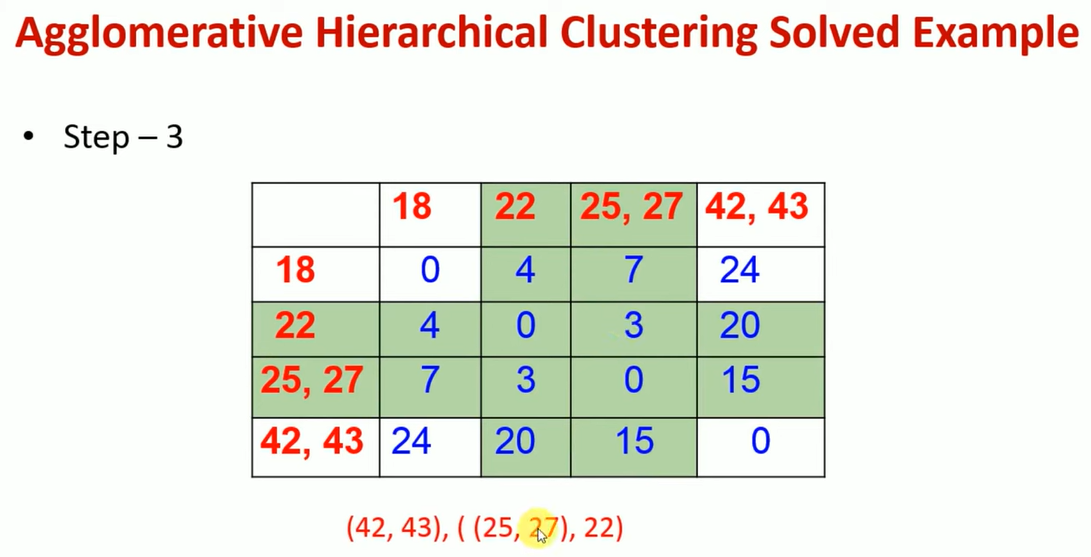 Agglomerative Hierarchical Clustering Solved Example
• Step – 3
18 22 25, 27 42, 43
18 0 4 7 24
22 4 0 3 20
25, 27 7 3 0 15
42, 43 24 20 15 0
(42, 43), ( (25, 27), 22)